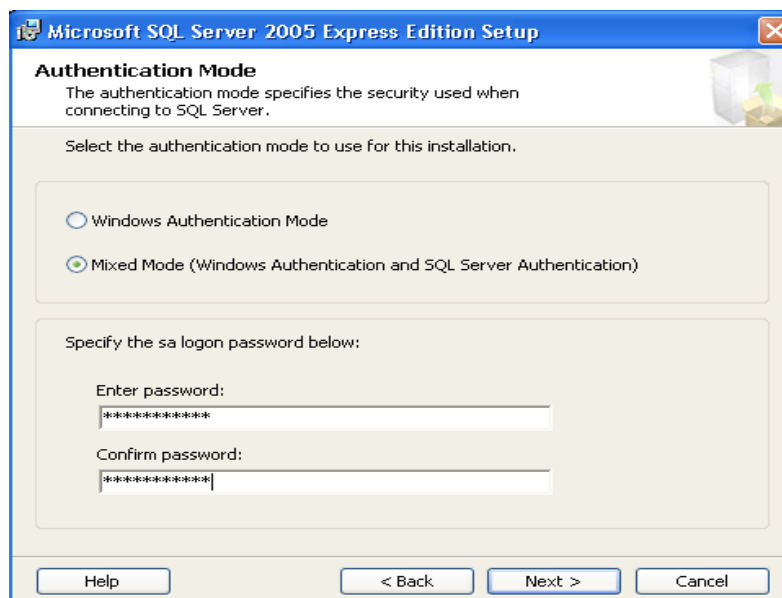 Microsoft SQL Server 2005 Express Edition Setup
Authentication Mode
The authentication mode specifies the security used when
connecting to SQL Server.
Select the authentication mode to use for this installation.
Windows Authentication Mode
Mixed Mode (Windows Authentication and SQL Server Authentication)
Specify the sa logon password below:
Enter password:
***********
Confirm password:
***********
Help
< Back
Next >
Cancel